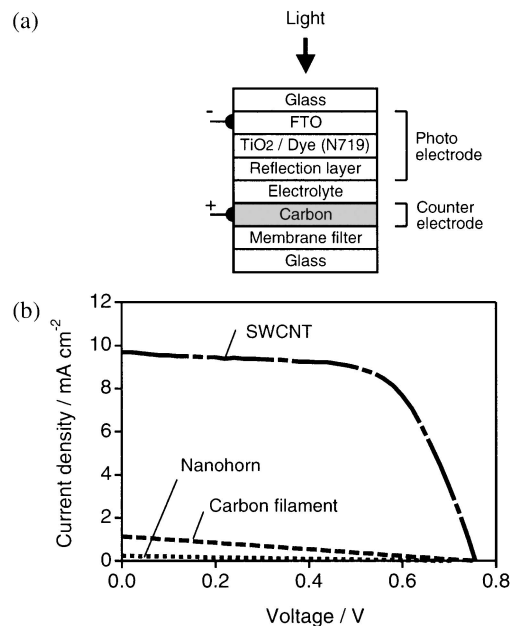 (a)
Light
Glass
-
FTO
TiO2 / Dye (N719)
Photo
electrode
Reflection layer
Electrolyte
+
Carbon
Counter
electrode
Membrane filter
Glass
(b)
12
10
8
6
4
2
0
Current density / mA cm-2
SWCNT
Nanohorn
Carbon filament
0.0
0.2
0.4
0.6
0.8
Voltage / V